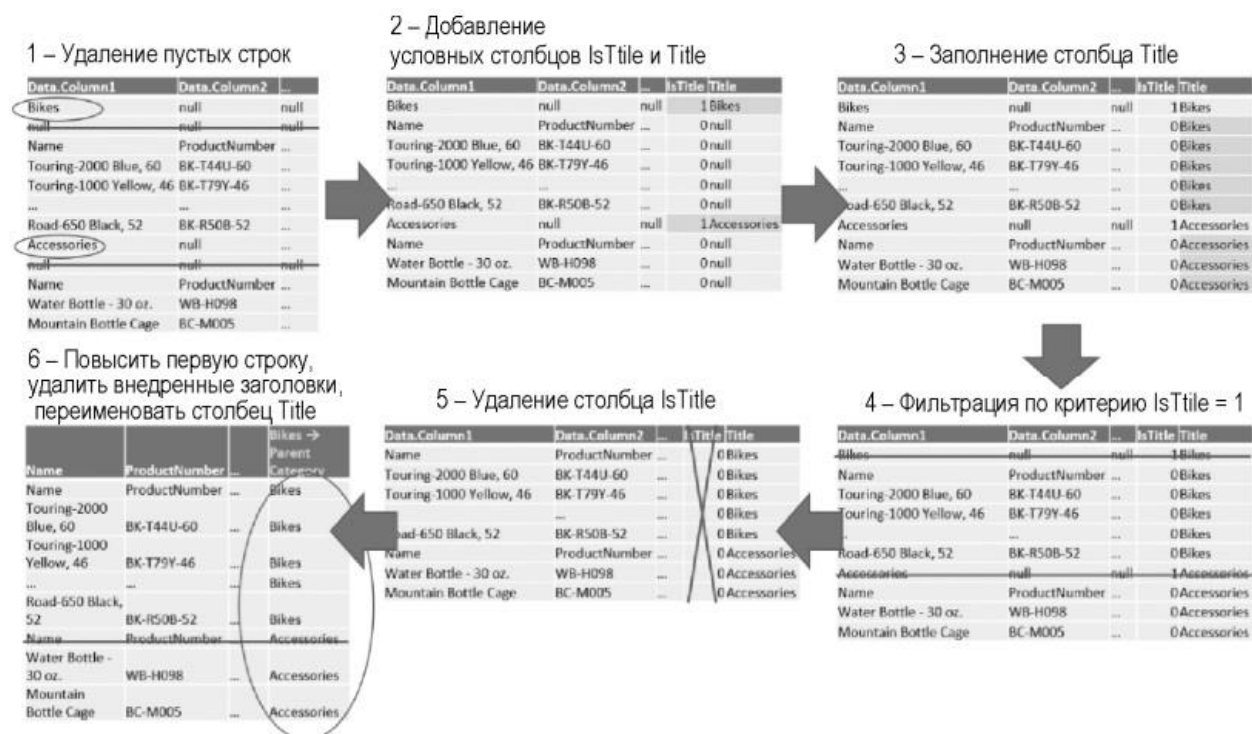 1 – Удаление пустых строк
Data.Column1 Data.Column2 ...
Bikes null null
null null null
Name ProductNumber ...
Touring-2000 Blue, 60 BK-T44U-60 ...
Touring-1000 Yellow, 46 BK-T79Y-46 ...
... ... ...
Road-650 Black, 52 BK-R50B-52 ...
Accessories null ...
null null null
Name ProductNumber ...
Water Bottle - 30 oz. WB-H098 ...
Mountain Bottle Cage BC-M005 ...
2 – Добавление
условных столбцов IsTtile и Title
Data.Column1 Data.Column2 ... IsTitle Title
Bikes null null 1 Bikes
Name ProductNumber ... 0 null
Touring-2000 Blue, 60 BK-T44U-60 ... 0 null
Touring-1000 Yellow, 46 BK-T79Y-46 ... 0 null
... ... ... 0 null
Road-650 Black, 52 BK-R50B-52 ... 0 null
Accessories null null 1 Accessories
Name ProductNumber ... 0 null
Water Bottle - 30 oz. WB-H098 ... 0 null
Mountain Bottle Cage BC-M005 ... 0 null
3 – Заполнение столбца Title
Data.Column1 Data.Column2 ... IsTitle Title
Bikes null null 1 Bikes
Name ProductNumber ... 0 Bikes
Touring-2000 Blue, 60 BK-T44U-60 ... 0 Bikes
Touring-1000 Yellow, 46 BK-T79Y-46 ... 0 Bikes
... ... ... 0 Bikes
Road-650 Black, 52 BK-R50B-52 ... 0 Bikes
Accessories null null 1 Accessories
Name ProductNumber ... 0 Accessories
Water Bottle - 30 oz. WB-H098 ... 0 Accessories
Mountain Bottle Cage BC-M005 ... 0 Accessories
4 – Фильтрация по критерию IsTtile = 1
Data.Column1 Data.Column2 ... IsTitle Title
Bikes null null 1 Bikes
Name ProductNumber ... 0 Bikes
Touring-2000 Blue, 60 BK-T44U-60 ... 0 Bikes
Touring-1000 Yellow, 46 BK-T79Y-46 ... 0 Bikes
... ... ... 0 Bikes
Road-650 Black, 52 BK-R50B-52 ... 0 Bikes
Accessories null null 1 Accessories
Name ProductNumber ... 0 Accessories
Water Bottle - 30 oz. WB-H098 ... 0 Accessories
Mountain Bottle Cage BC-M005 ... 0 Accessories
5 – Удаление столбца IsTitle
Data.Column1 Data.Column2 ... IsTitle Title
Name ProductNumber ... 0 Bikes
Touring-2000 Blue, 60 BK-T44U-60 ... 0 Bikes
Touring-1000 Yellow, 46 BK-T79Y-46 ... 0 Bikes
... ... 0 Bikes
Road-650 Black, 52 BK-R50B-52 ... 0 Bikes
Name ProductNumber ... 0 Accessories
Water Bottle - 30 oz. WB-H098 ... 0 Accessories
Mountain Bottle Cage BC-M005 ... 0 Accessories
6 – Повысить первую строку,
удалить внедренные заголовки,
переименовать столбец Title
Bikes →
Parent
Name ProductNumber ... Category
Name ProductNumber ... Bikes
Touring-2000
Blue, 60 BK-T44U-60 ... Bikes
Touring-1000
Yellow, 46 BK-T79Y-46 ... Bikes
... ... ... Bikes
Road-650 Black,
52 BK-R50B-52 ... Bikes
Name ProductNumber ... Accessories
Water Bottle -
30 oz. WB-H098 ... Accessories
Mountain
Bottle Cage BC-M005 ... Accessories